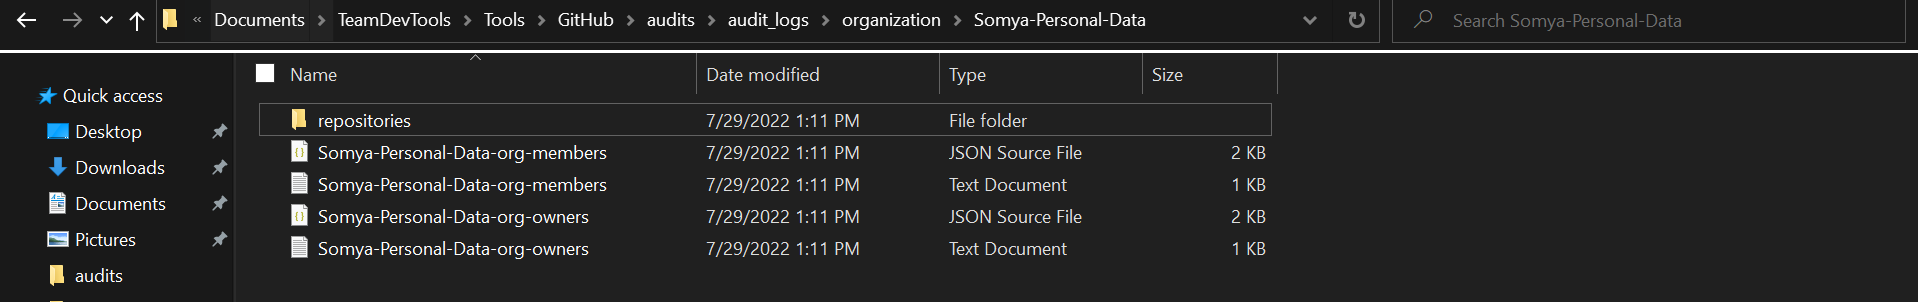 « Documents > TeamDevTools > Tools > GitHub > audits > audit_logs > organization > Somya-Personal-Data
Search Somya-Personal-Data
Name Date modified Type Size
Quick access
Desktop
Downloads
Documents
Pictures
audits
repositories 7/29/2022 1:11 PM File folder
Somya-Personal-Data-org-members 7/29/2022 1:11 PM JSON Source File 2 KB
Somya-Personal-Data-org-members 7/29/2022 1:11 PM Text Document 1 KB
Somya-Personal-Data-org-owners 7/29/2022 1:11 PM JSON Source File 2 KB
Somya-Personal-Data-org-owners 7/29/2022 1:11 PM Text Document 1 KB